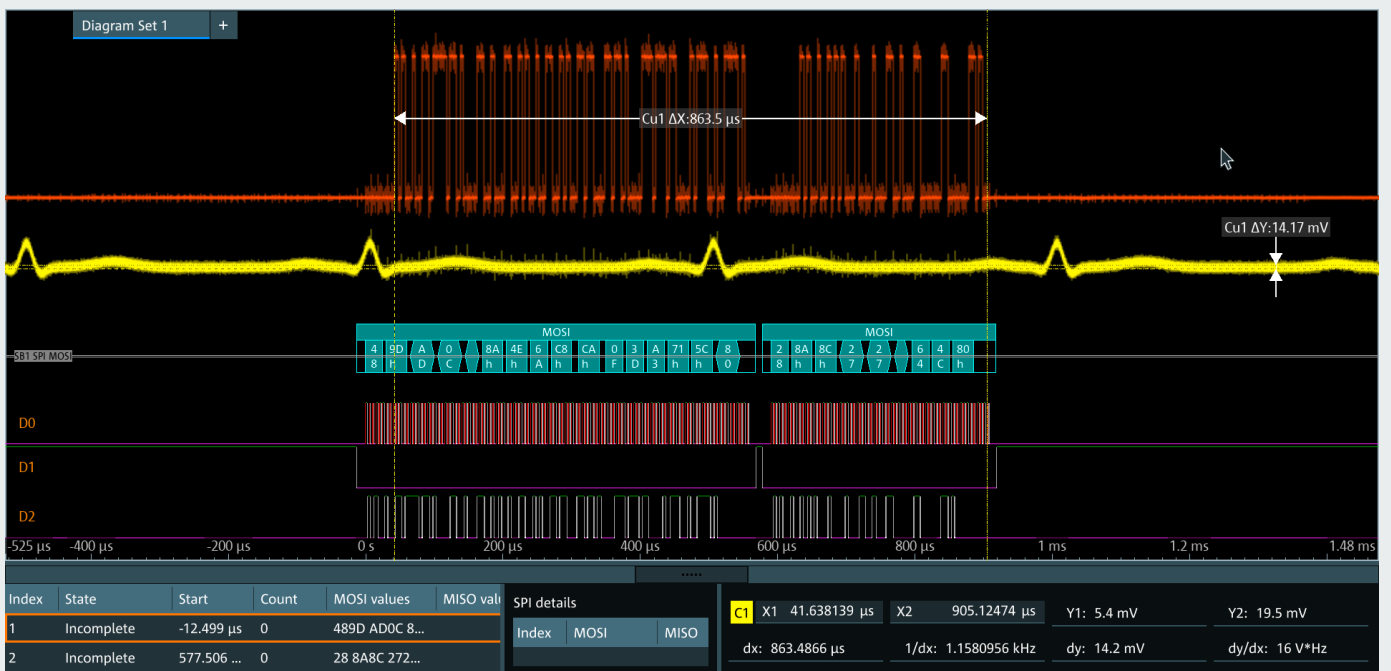 Diagram Set 1 +
Cu1 ΔX:863.5 µs
Cu1 ΔY:14.17 mV
MOSI MOSI
SB1 SPI MOSI
4 9D A 0 8A 4E 6 C8 CA 0 3 A 71 5C 8 2 8A 8C 2 2 6 4 80
8 h D C h h A h h F D 3 h h 0 8 h h 7 7 4 C h
D0
D1
D2
-525 µs -400 µs -200 µs 0 s 200 µs 400 µs 600 µs 800 µs 1 ms 1.2 ms 1.48 ms
Index State Start Count MOSI values MISO val
1 Incomplete -12.499 µs 0 489D AD0C 8...
2 Incomplete 577.506 ... 0 28 8A8C 272...
SPI details
Index MOSI MISO
C1 X1 41.638139 µs X2 905.12474 µs Y1: 5.4 mV Y2: 19.5 mV
dx: 863.4866 µs 1/dx: 1.1580956 kHz dy: 14.2 mV dy/dx: 16 V*Hz